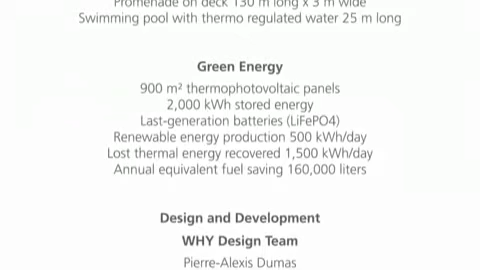 Promenade on deck 130 m long x 3 m wide
Swimming pool with thermo regulated water 25 m long
Green Energy
900 m² thermophotovoltaic panels
2,000 kWh stored energy
Last-generation batteries (LiFePO4)
Renewable energy production 500 kWh/day
Lost thermal energy recovered 1,500 kWh/day
Annual equivalent fuel saving 160,000 liters
Design and Development
WHY Design Team
Pierre-Alexis Dumas